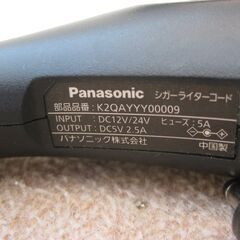 Panasonic シガーライターコード
部品品番: K2QAYYY00009
INPUT : DC12V/24V ヒューズ: 5A
OUTPUT: DC5V 2.5A
パナソニック株式会社 中国製